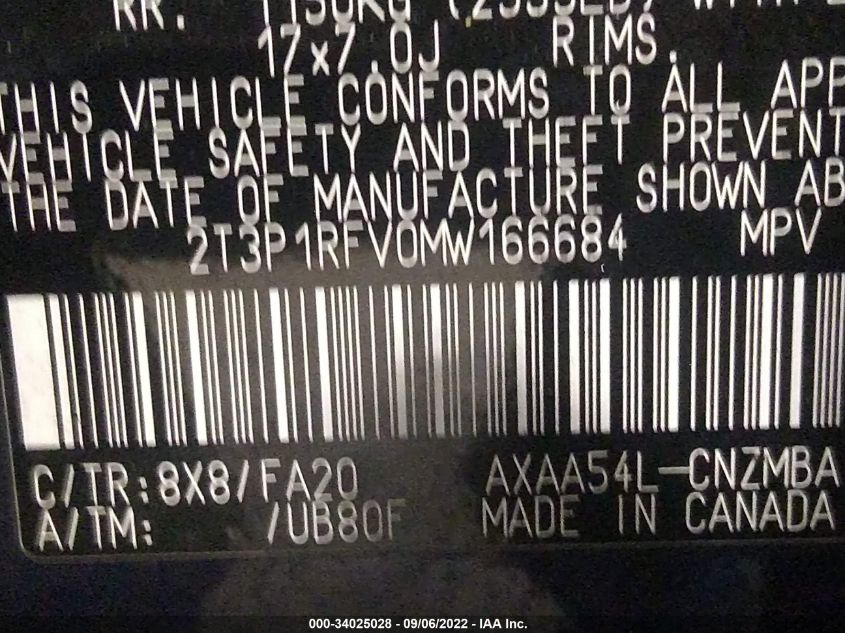 RR. 1150KG
17x7.0J RIMS.
THIS VEHICLE CONFORMS TO ALL APP
VEHICLE SAFETY AND THEFT PREVENT
THE DATE OF MANUFACTURE SHOWN AB
2T3P1RFV0MW166684 MPV
C/TR:8X8/FA20 AXAA54L-CNZMBA
A/TM: /UB80F MADE IN CANADA
000-34025028 - 09/06/2022 - IAA Inc.